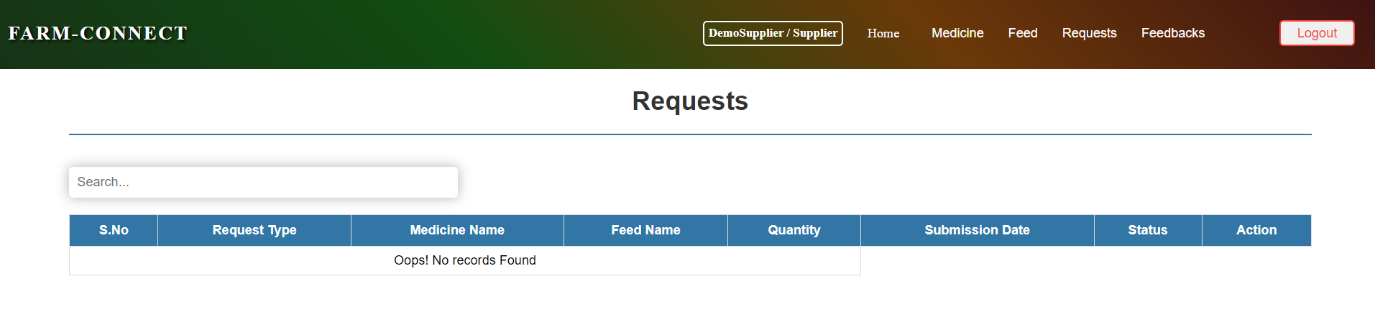 FARM-CONNECT DemoSupplier / Supplier Home Medicine Feed Requests Feedbacks Logout
Requests
Search...
S.No Request Type Medicine Name Feed Name Quantity Submission Date Status Action
Oops! No records Found